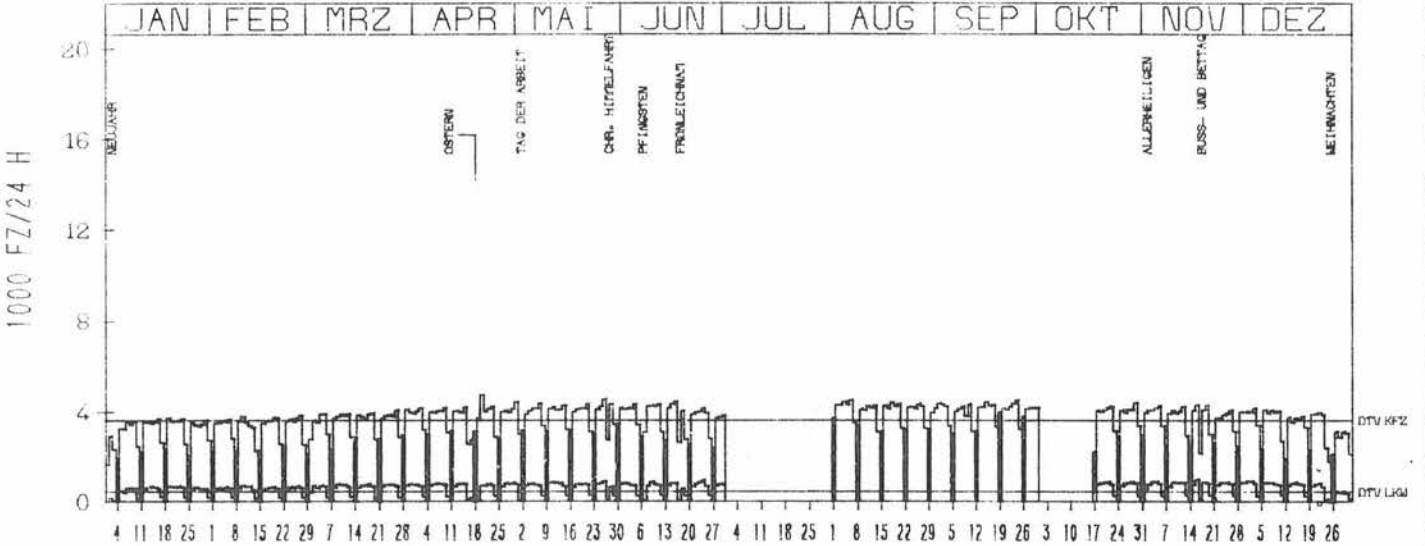 JAN FEB MRZ APR MAI JUN JUL AUG SEP OKT NOV DEZ
1000 FZ/24 H
20
16
12
8
4
0
NEUJAHR
OSTERN
TAG DER ARBEIT
CHR. HIMMELFAHRT
PFINGSTEN
FRONLEICHNAM
ALLERHEILIGEN
BUSS- UND BETTAG
WEIHNACHTEN
DTV KFZ
DTV LKW
4 11 18 25 1 8 15 22 29 7 14 21 28 4 11 18 25 2 9 16 23 30 6 13 20 27 4 11 18 25 1 8 15 22 29 5 12 19 26 3 10 17 24 31 7 14 21 28 5 12 19 26